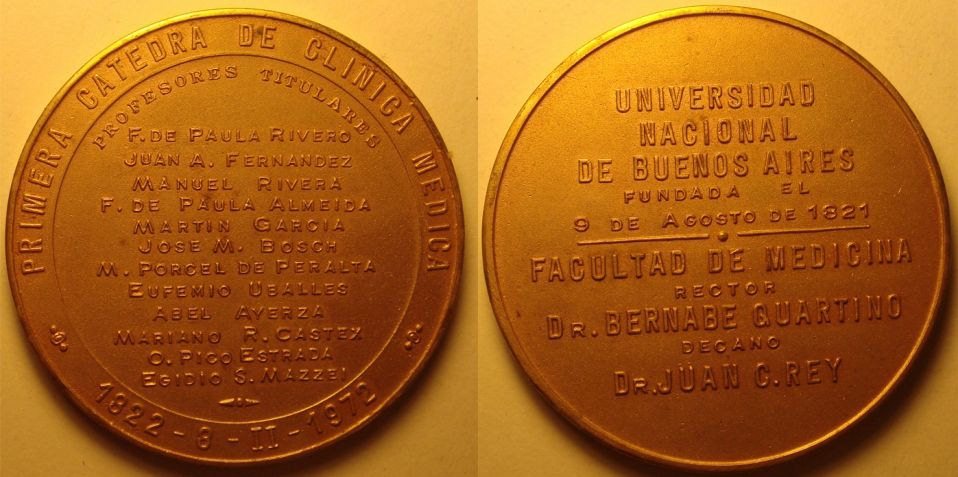 PRIMERA CATEDRA DE CLINICA MEDICA
PROFESORES TITULARES
F. DE PAULA RIVERO
JUAN A. FERNANDEZ
MANUEL RIVERA
F. DE PAULA ALMEIDA
MARTIN GARCIA
JOSE M. BOSCH
M. PORCEL DE PERALTA
EUFEMIO UBALLES
ABEL AYERZA
MARIANO R. CASTEX
O. PICO ESTRADA
EGIDIO S. MAZZEI
1822-8-II-1972
UNIVERSIDAD
NACIONAL
DE BUENOS AIRES
FUNDADA EL
9 DE AGOSTO DE 1821
FACULTAD DE MEDICINA
RECTOR
DR. BERNABE QUARTINO
DECANO
DR. JUAN C. REY